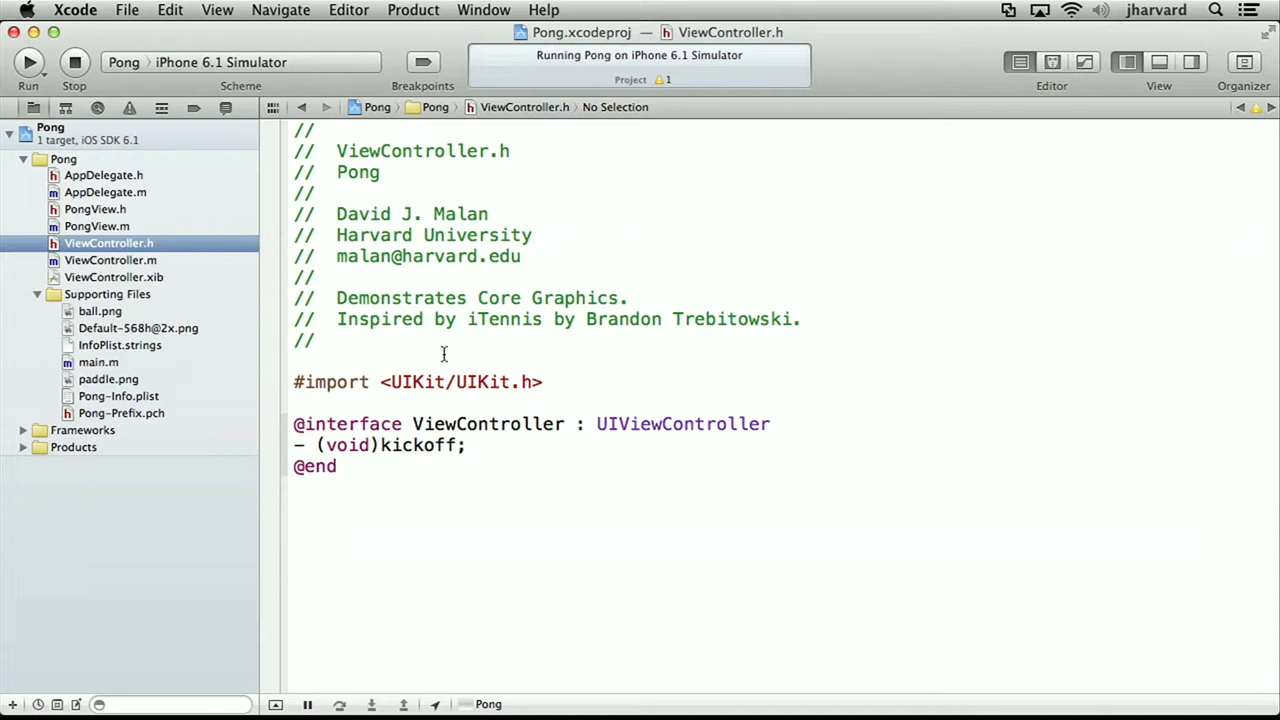 Xcode File Edit View Navigate Editor Product Window Help jharvard
Pong.xcodeproj — ViewController.h
Run Stop Pong iPhone 6.1 Simulator Scheme Breakpoints
Running Pong on iPhone 6.1 Simulator
Project 1
Editor View Organizer
Pong Pong ViewController.h No Selection
Pong
1 target, iOS SDK 6.1
Pong
AppDelegate.h
AppDelegate.m
PongView.h
PongView.m
ViewController.h
ViewController.m
ViewController.xib
Supporting Files
ball.png
Default-568h@2x.png
InfoPlist.strings
main.m
paddle.png
Pong-Info.plist
Pong-Prefix.pch
Frameworks
Products
//
// ViewController.h
// Pong
//
// David J. Malan
// Harvard University
// malan@harvard.edu
//
// Demonstrates Core Graphics.
// Inspired by iTennis by Brandon Trebitowski.
//
#import <UIKit/UIKit.h>
@interface ViewController : UIViewController
- (void)kickoff;
@end
Pong